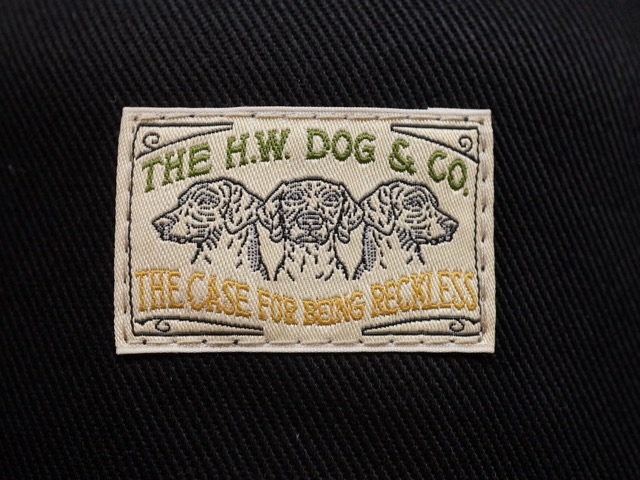 THE H.W. DOG & CO.
THE CASE FOR BEING RECKLESS